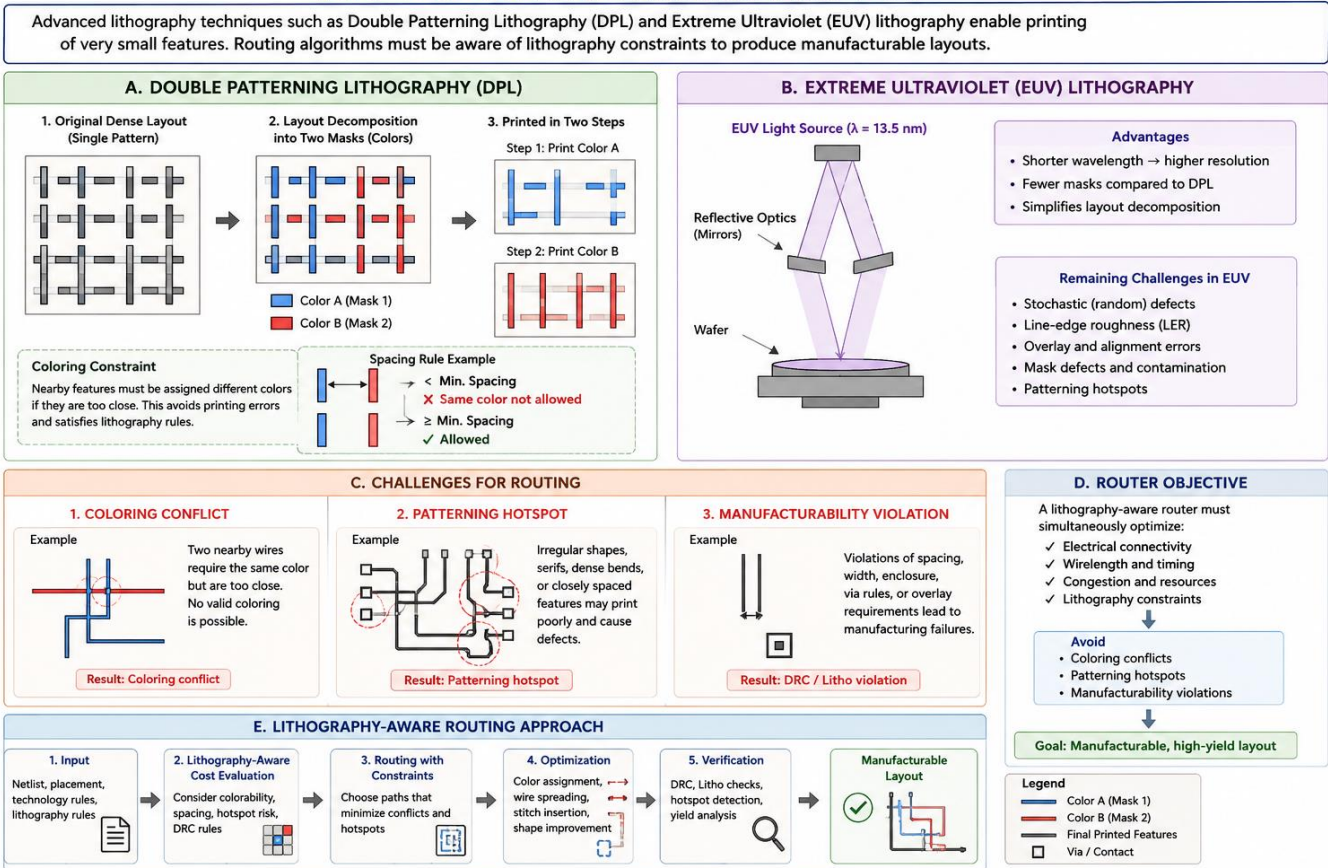 Advanced lithography techniques such as Double Patterning Lithography (DPL) and Extreme Ultraviolet (EUV) lithography enable printing
of very small features. Routing algorithms must be aware of lithography constraints to produce manufacturable layouts.
A. DOUBLE PATTERNING LITHOGRAPHY (DPL)
1. Original Dense Layout
(Single Pattern)
2. Layout Decomposition
into Two Masks (Colors)
3. Printed in Two Steps
Step 1: Print Color A
Step 2: Print Color B
Color A (Mask 1)
Color B (Mask 2)
Coloring Constraint
Nearby features must be assigned different colors
if they are too close. This avoids printing errors
and satisfies lithography rules.
Spacing Rule Example
< Min. Spacing
✗ Same color not allowed
≥ Min. Spacing
✓ Allowed
B. EXTREME ULTRAVIOLET (EUV) LITHOGRAPHY
EUV Light Source (λ = 13.5 nm)
Reflective Optics
(Mirrors)
Wafer
Advantages
• Shorter wavelength → higher resolution
• Fewer masks compared to DPL
• Simplifies layout decomposition
Remaining Challenges in EUV
• Stochastic (random) defects
• Line-edge roughness (LER)
• Overlay and alignment errors
• Mask defects and contamination
• Patterning hotspots
C. CHALLENGES FOR ROUTING
1. COLORING CONFLICT
Example
Two nearby wires
require the same color
but are too close.
No valid coloring
is possible.
Result: Coloring conflict
2. PATTERNING HOTSPOT
Example
Irregular shapes,
serifs, dense bends,
or closely spaced
features may print
poorly and cause
defects.
Result: Patterning hotspot
3. MANUFACTURABILITY VIOLATION
Example
Violations of spacing,
width, enclosure,
via rules, or overlay
requirements lead to
manufacturing failures.
Result: DRC / Litho violation
D. ROUTER OBJECTIVE
A lithography-aware router must
simultaneously optimize:
✓ Electrical connectivity
✓ Wirelength and timing
✓ Congestion and resources
✓ Lithography constraints
Avoid
• Coloring conflicts
• Patterning hotspots
• Manufacturability violations
Goal: Manufacturable, high-yield layout
E. LITHOGRAPHY-AWARE ROUTING APPROACH
1. Input
Netlist, placement,
technology rules,
lithography rules
2. Lithography-Aware
Cost Evaluation
Consider colorability,
spacing, hotspot risk,
DRC rules
3. Routing with
Constraints
Choose paths that
minimize conflicts and
hotspots
4. Optimization
Color assignment,
wire spreading,
stitch insertion,
shape improvement
5. Verification
DRC, Litho checks,
hotspot detection,
yield analysis
Manufacturable
Layout
Legend
Color A (Mask 1)
Color B (Mask 2)
Final Printed Features
Via / Contact